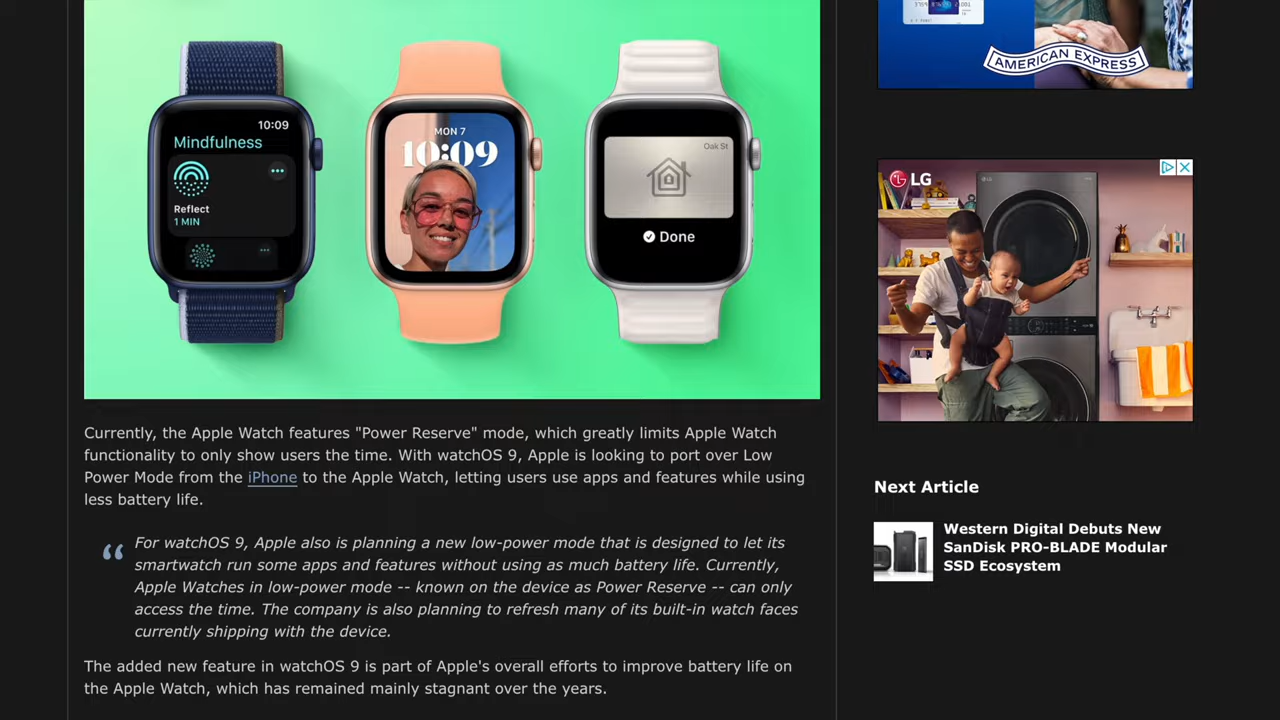 10:09
Mindfulness
Reflect
1 MIN
MON 7
10:09
Oak St
Done
Currently, the Apple Watch features "Power Reserve" mode, which greatly limits Apple Watch
functionality to only show users the time. With watchOS 9, Apple is looking to port over Low
Power Mode from the iPhone to the Apple Watch, letting users use apps and features while using
less battery life.
“ For watchOS 9, Apple also is planning a new low-power mode that is designed to let its
smartwatch run some apps and features without using as much battery life. Currently,
Apple Watches in low-power mode -- known on the device as Power Reserve -- can only
access the time. The company is also planning to refresh many of its built-in watch faces
currently shipping with the device.
The added new feature in watchOS 9 is part of Apple's overall efforts to improve battery life on
the Apple Watch, which has remained mainly stagnant over the years.
AMERICAN EXPRESS
LG
Next Article
Western Digital Debuts New
SanDisk PRO-BLADE Modular
SSD Ecosystem